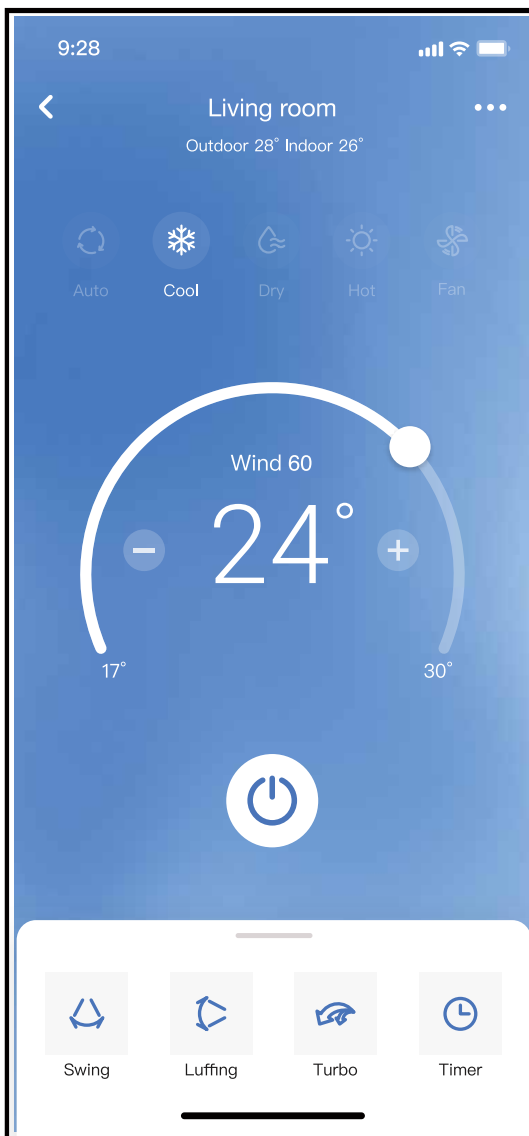 9:28
Living room
Outdoor 28° Indoor 26°
Auto Cool Dry Hot Fan
Wind 60
24°
17° 30°
Swing Luffing Turbo Timer